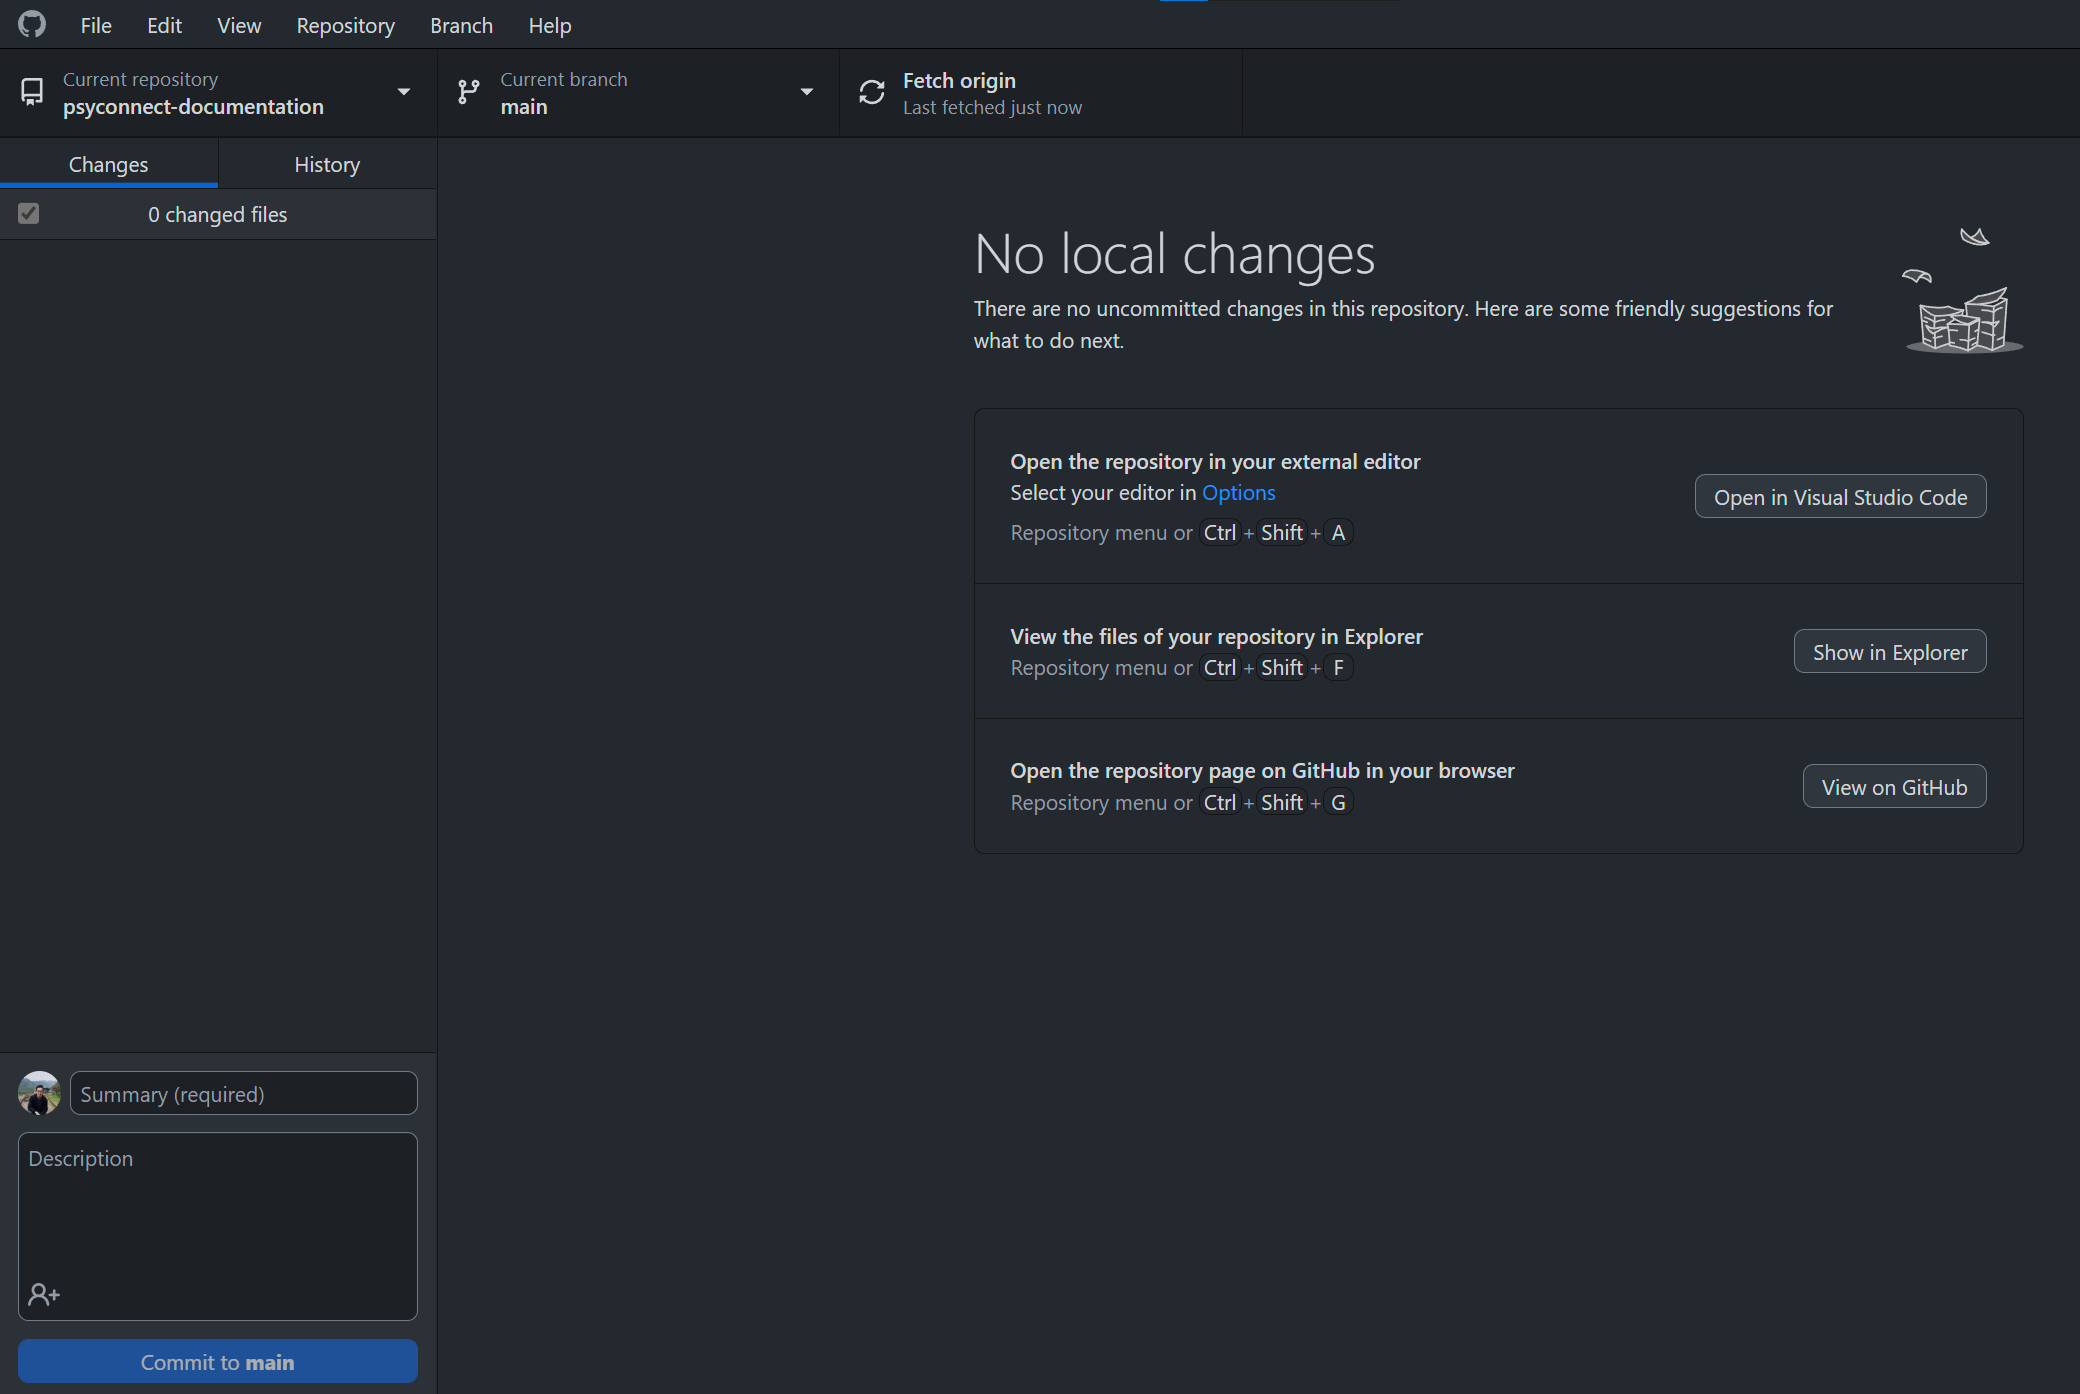 File Edit View Repository Branch Help
Current repository
psyconnect-documentation
Current branch
main
Fetch origin
Last fetched just now
Changes
History
0 changed files
No local changes
There are no uncommitted changes in this repository. Here are some friendly suggestions for
what to do next.
Open the repository in your external editor
Select your editor in Options
Repository menu or Ctrl + Shift + A
Open in Visual Studio Code
View the files of your repository in Explorer
Repository menu or Ctrl + Shift + F
Show in Explorer
Open the repository page on GitHub in your browser
Repository menu or Ctrl + Shift + G
View on GitHub
Summary (required)
Description
Commit to main